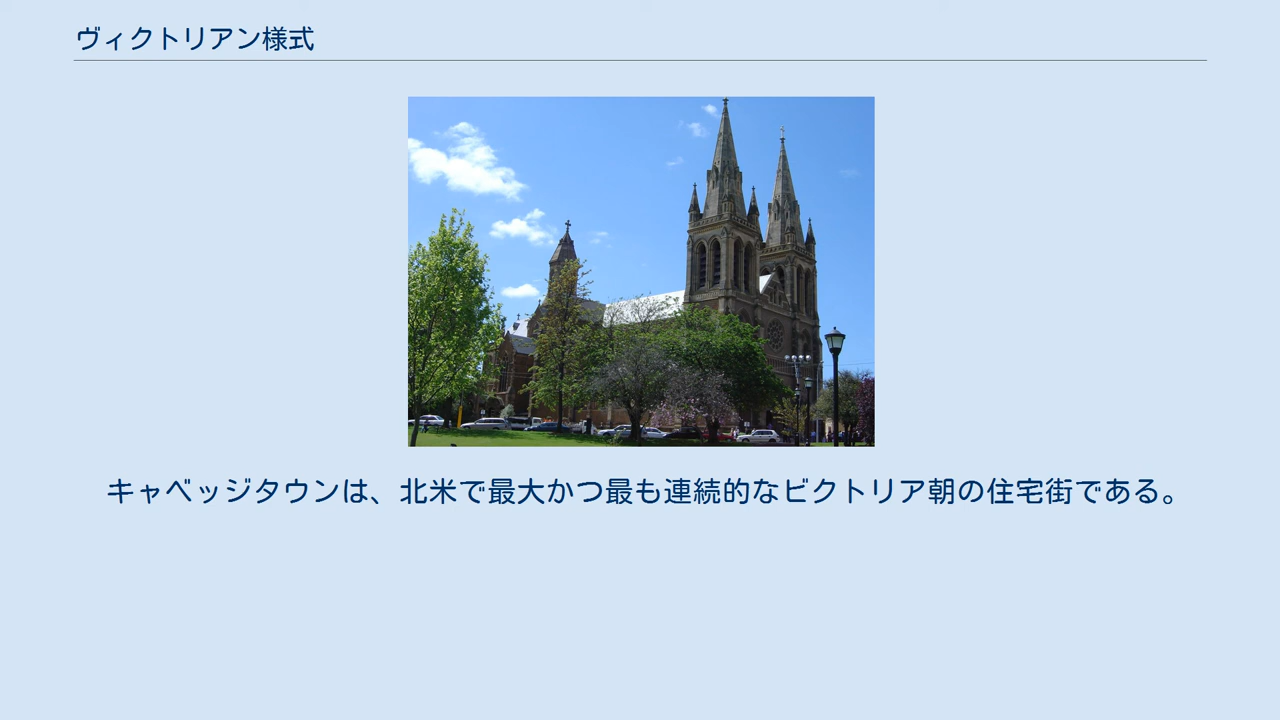 ヴィクトリアン様式
キャベッジタウンは、北米で最大かつ最も連続的なビクトリア朝の住宅街である。